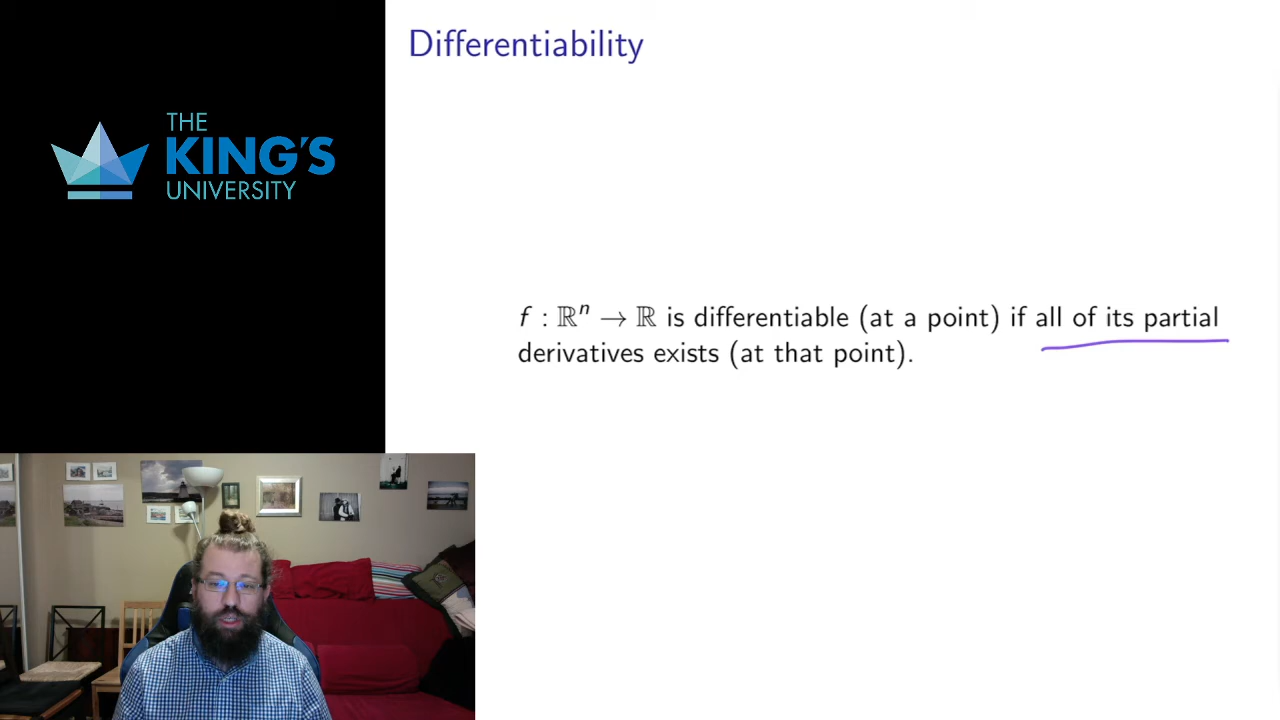 THE
KING'S
UNIVERSITY
Differentiability
f : ℝⁿ → ℝ is differentiable (at a point) if all of its partial
derivatives exists (at that point).